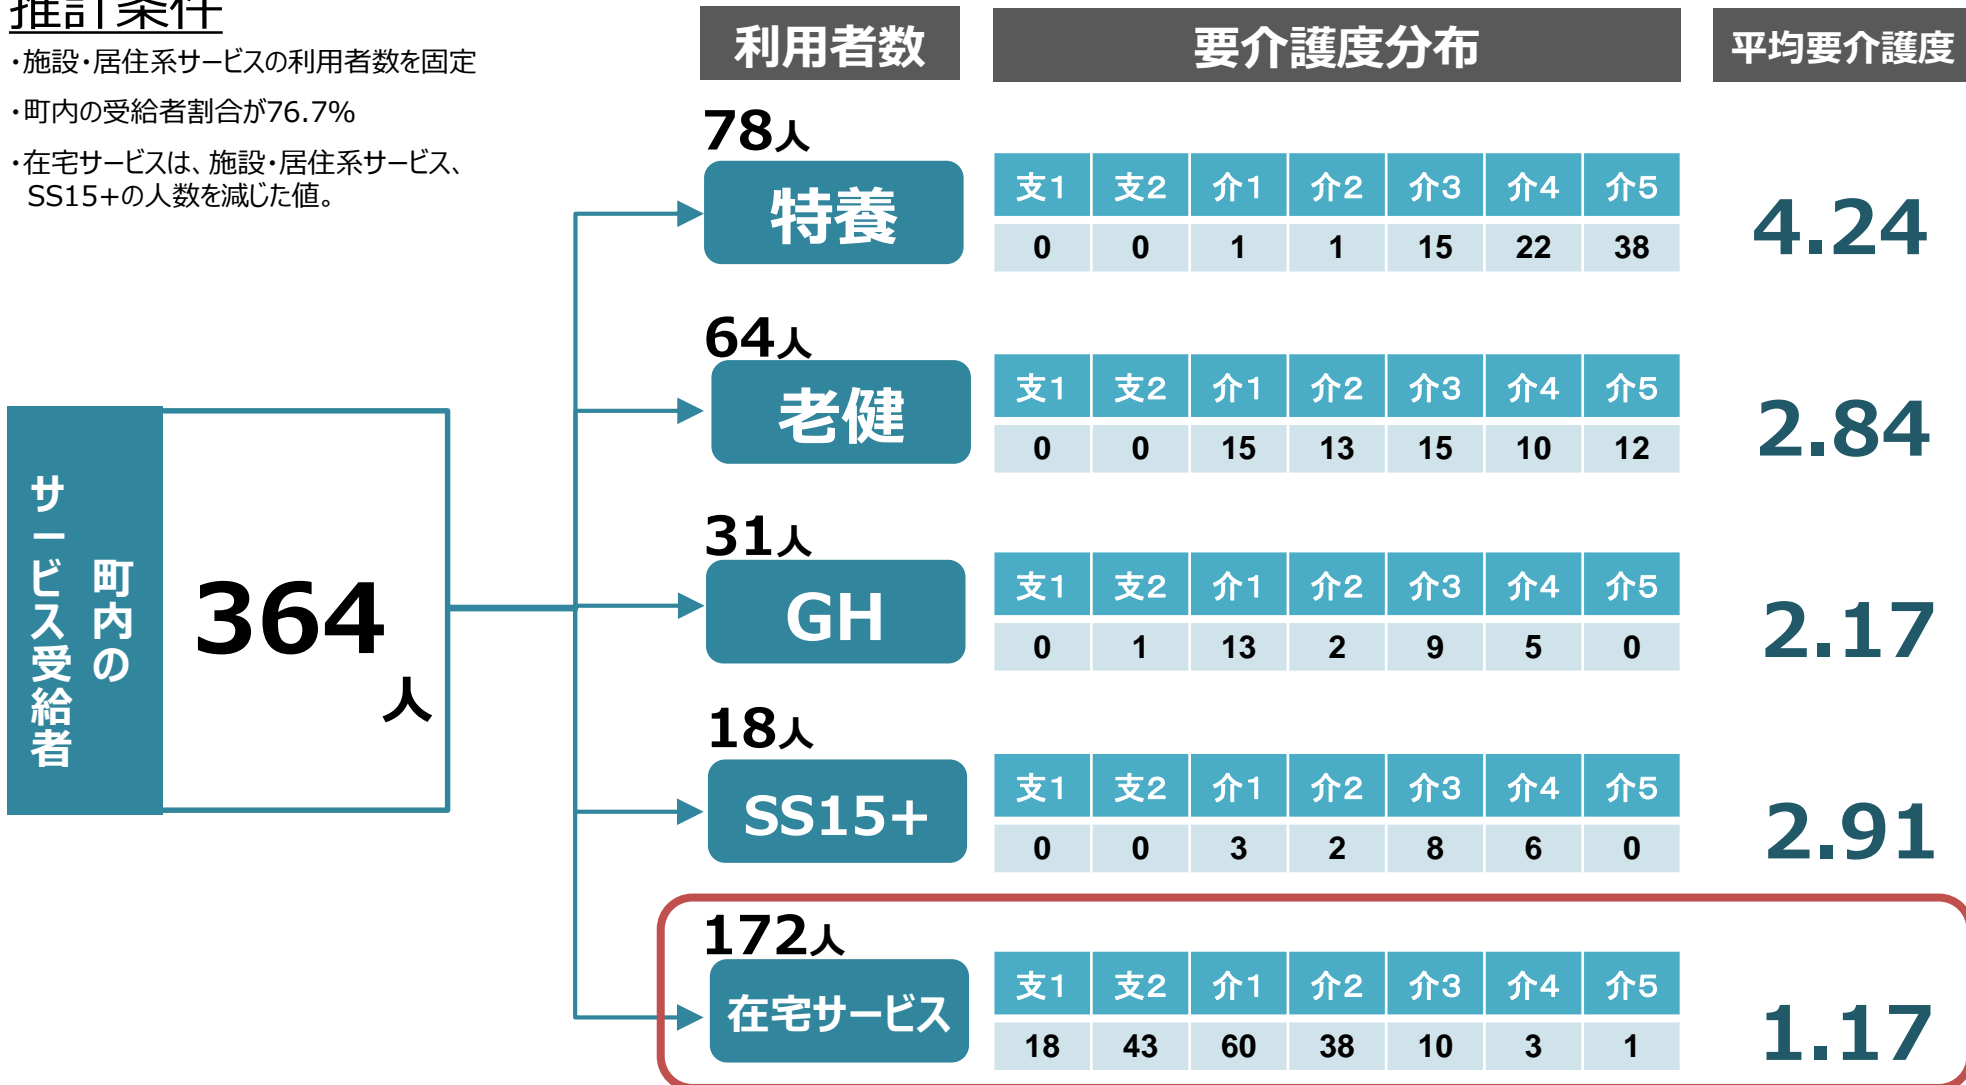 推計条件
・施設・居住系サービスの利用者数を固定
・町内の受給者割合が76.7%
・在宅サービスは、施設・居住系サービス、
SS15+の人数を減じた値。
町内の
サービス受給者
364人
利用者数 要介護度分布 平均要介護度
78人
特養
支1 支2 介1 介2 介3 介4 介5
0 0 1 1 15 22 38
4.24
64人
老健
支1 支2 介1 介2 介3 介4 介5
0 0 15 13 15 10 12
2.84
31人
GH
支1 支2 介1 介2 介3 介4 介5
0 1 13 2 9 5 0
2.17
18人
SS15+
支1 支2 介1 介2 介3 介4 介5
0 0 3 2 8 6 0
2.91
172人
在宅サービス
支1 支2 介1 介2 介3 介4 介5
18 43 60 38 10 3 1
1.17